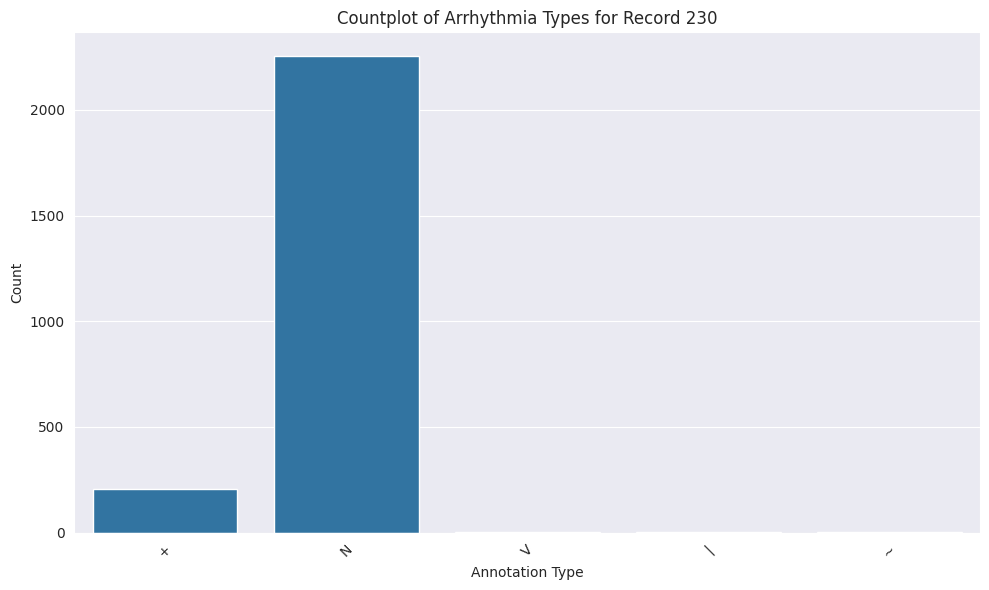 Countplot of Arrhythmia Types for Record 230
Count
2000
1500
1000
500
0
+
N
V
|
~
Annotation Type